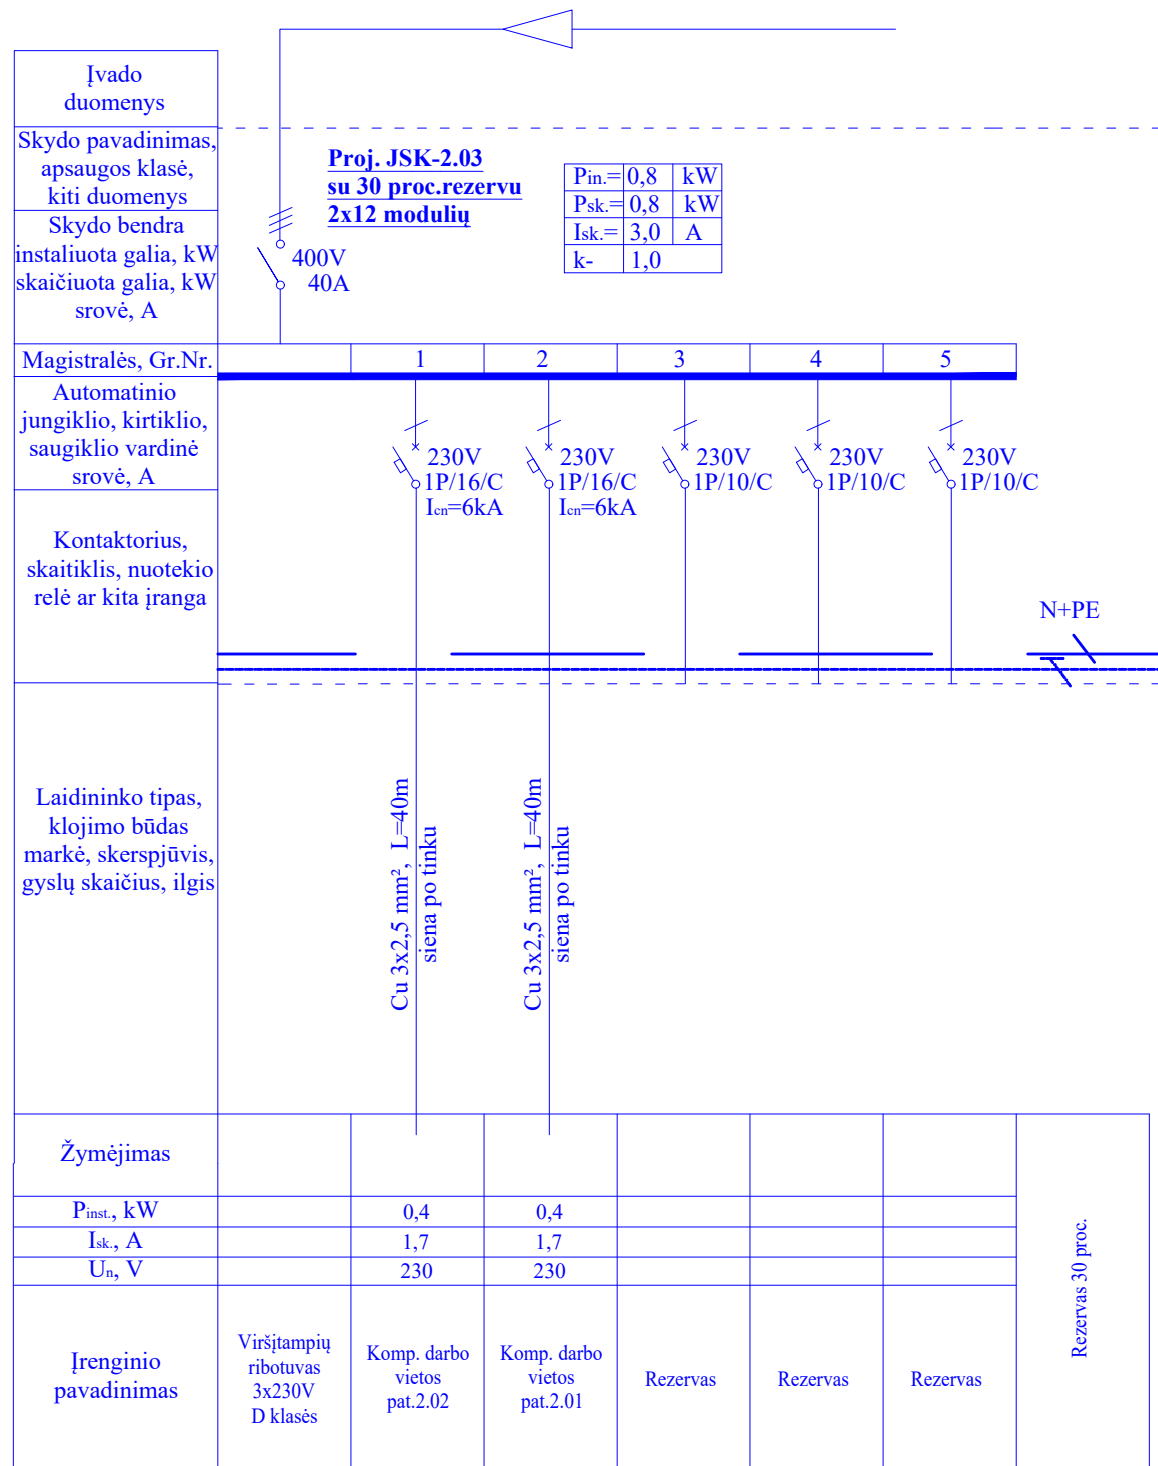 Įvado
duomenys
Skydo pavadinimas,
apsaugos klasė,
kiti duomenys
Proj. JSK-2.03
su 30 proc.rezervu
2x12 modulių
Pin.= 0,8 kW
Psk.= 0,8 kW
Isk.= 3,0 A
k- 1,0
Skydo bendra
instaliuota galia, kW
skaičiuota galia, kW
srovė, A
400V
40A
Magistralės, Gr.Nr. 1 2 3 4 5
Automatinio
jungiklio, kirtiklio,
saugiklio vardinė
srovė, A
230V 230V 230V 230V 230V
1P/16/C 1P/16/C 1P/10/C 1P/10/C 1P/10/C
Icn=6kA Icn=6kA
Kontaktorius,
skaitiklis, nuotekio
relė ar kita įranga
N+PE
Laidininko tipas,
klojimo būdas
markė, skerspjūvis,
gyslų skaičius, ilgis
Cu 3x2,5 mm², L=40m
siena po tinku
Cu 3x2,5 mm², L=40m
siena po tinku
Žymėjimas
Pinst., kW 0,4 0,4
Isk., A 1,7 1,7
Un, V 230 230
Įrenginio
pavadinimas
Viršįtampių
ribotuvas
3x230V
D klasės
Komp. darbo
vietos
pat.2.02
Komp. darbo
vietos
pat.2.01
Rezervas
Rezervas
Rezervas
Rezervas 30 proc.